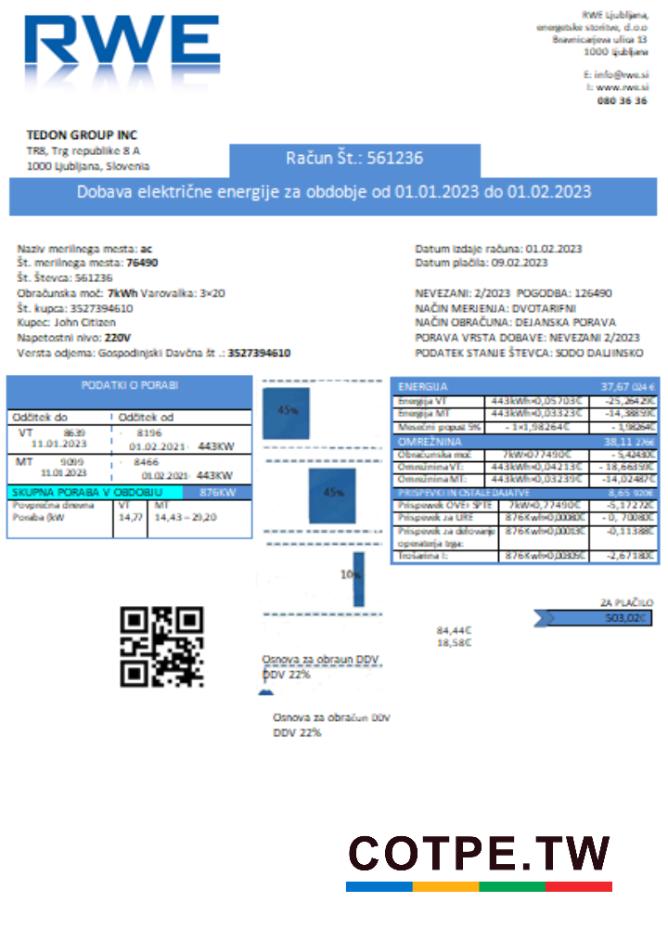 RWE
RWE Ljubljana,
energetske storitve, d.o.o
Bravnicarjeva ulica 13
1000 Ljubljana
E: info@rwe.si
I: www.rwe.si
080 36 36
TEDON GROUP INC
TR8, Trg republike 8 A
1000 Ljubljana, Slovenia
Račun Št.: 561236
Dobava električne energije za obdobje od 01.01.2023 do 01.02.2023
Naziv merilnega mesta: ac
Št. merilnega mesta: 76490
Št. Števca: 561236
Obračunska moč: 7kWh Varovalka: 3×20
Št. kupca: 3527394610
Kupec: John Citizen
Napetostni nivo: 220V
Versta odjema: Gospodinjski Davčna št .: 3527394610
Datum izdaje računa: 01.02.2023
Datum plačila: 09.02.2023
NEVEZANI: 2/2023 POGODBA: 126490
NAČIN MERJENJA: DVOTARIFNI
NAČIN OBRAČUNA: DEJANSKA PORAVA
PORAVA VRSTA DOBAVE: NEVEZANI 2/2023
PODATEK STANJE ŠTEVCA: SODO DALJINSKO
PODATKI O PORABI
Odčitek do Odčitek od
VT 8639 8196
11.01.2023 01.02.2021 443KW
MT 9099 8466
11.01.2023 01.02.2021 443KW
SKUPNA PORABA V OBDOBJU 876KW
Povprečna dnevna VT MT
Poraba (kW 14,77 14,43 – 29,20
45%
45%
10%
ENERGIJA 37,67 024 €
Energija VT 443kWh×0,05703€ -25,26429€
Energija MT 443kWh×0,03323€ -14,38859€
Mesečni popust 5% - 1×1,98264€ - 1,98264€
OMREŽNINA 38,11 276€
Obračunska moč 7kW×077490€ - 5,42430€
Omrežnina VT: 443kWh×0,04213€ - 18,66359€
Omrežnina MT: 443kWh×0,03239€ -14,02487€
PRISPEVKI IN OSTALE DAJATVE 8,65 920€
Prispevek OVE+ SPTE 7kW×0,77490€ -5,17272€
Prispevek za URE 876Kwh×0,00080€ - 0, 70080€
Prispevek za delovanje 876Kwh×0,00013€ -0,11388€
operaterja trga:
Trošarina I: 876Kwh×0,00305€ -2,67180€
ZA PLAČILO
503,02€
84,44€
18,58€
Osnova za obraun DDV
DDV 22%
Osnova za obračun DDV
DDV 22%
COTPE.TW